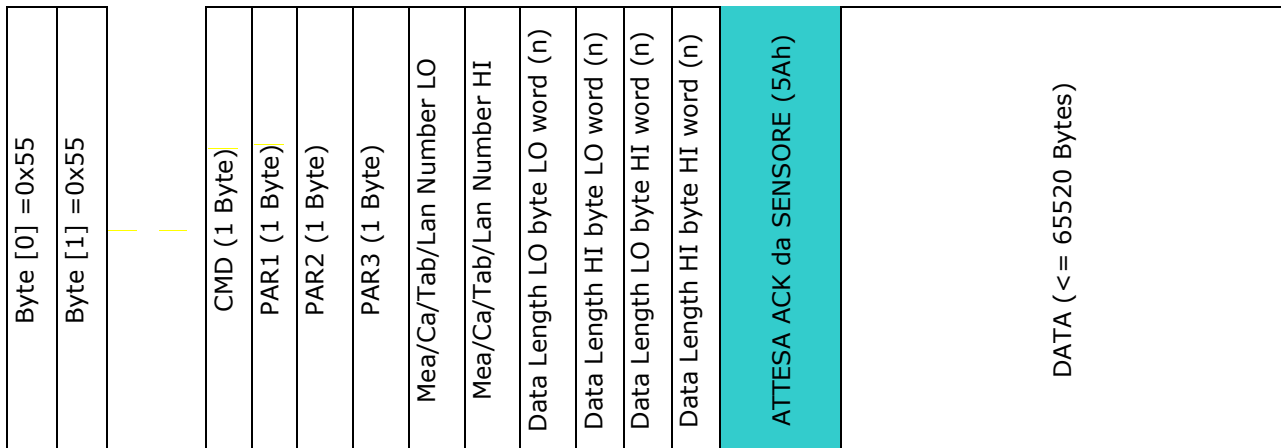 Byte [0] =0x55
Byte [1] =0x55
CMD (1 Byte)
PAR1 (1 Byte)
PAR2 (1 Byte)
PAR3 (1 Byte)
Mea/Ca/Tab/Lan Number LO
Mea/Ca/Tab/Lan Number HI
Data Length LO byte LO word (n)
Data Length HI byte LO word (n)
Data Length LO byte HI word (n)
Data Length HI byte HI word (n)
ATTESA ACK da SENSORE (5Ah)
DATA (<= 65520 Bytes)